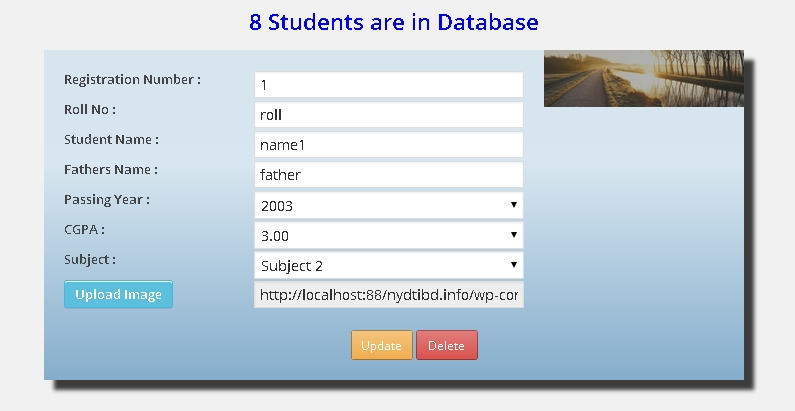 8 Students are in Database
Registration Number : 1
Roll No : roll
Student Name : name1
Fathers Name : father
Passing Year : 2003
CGPA : 3.00
Subject : Subject 2
Upload Image http://localhost:88/nydtibd.info/wp-cor
Update Delete